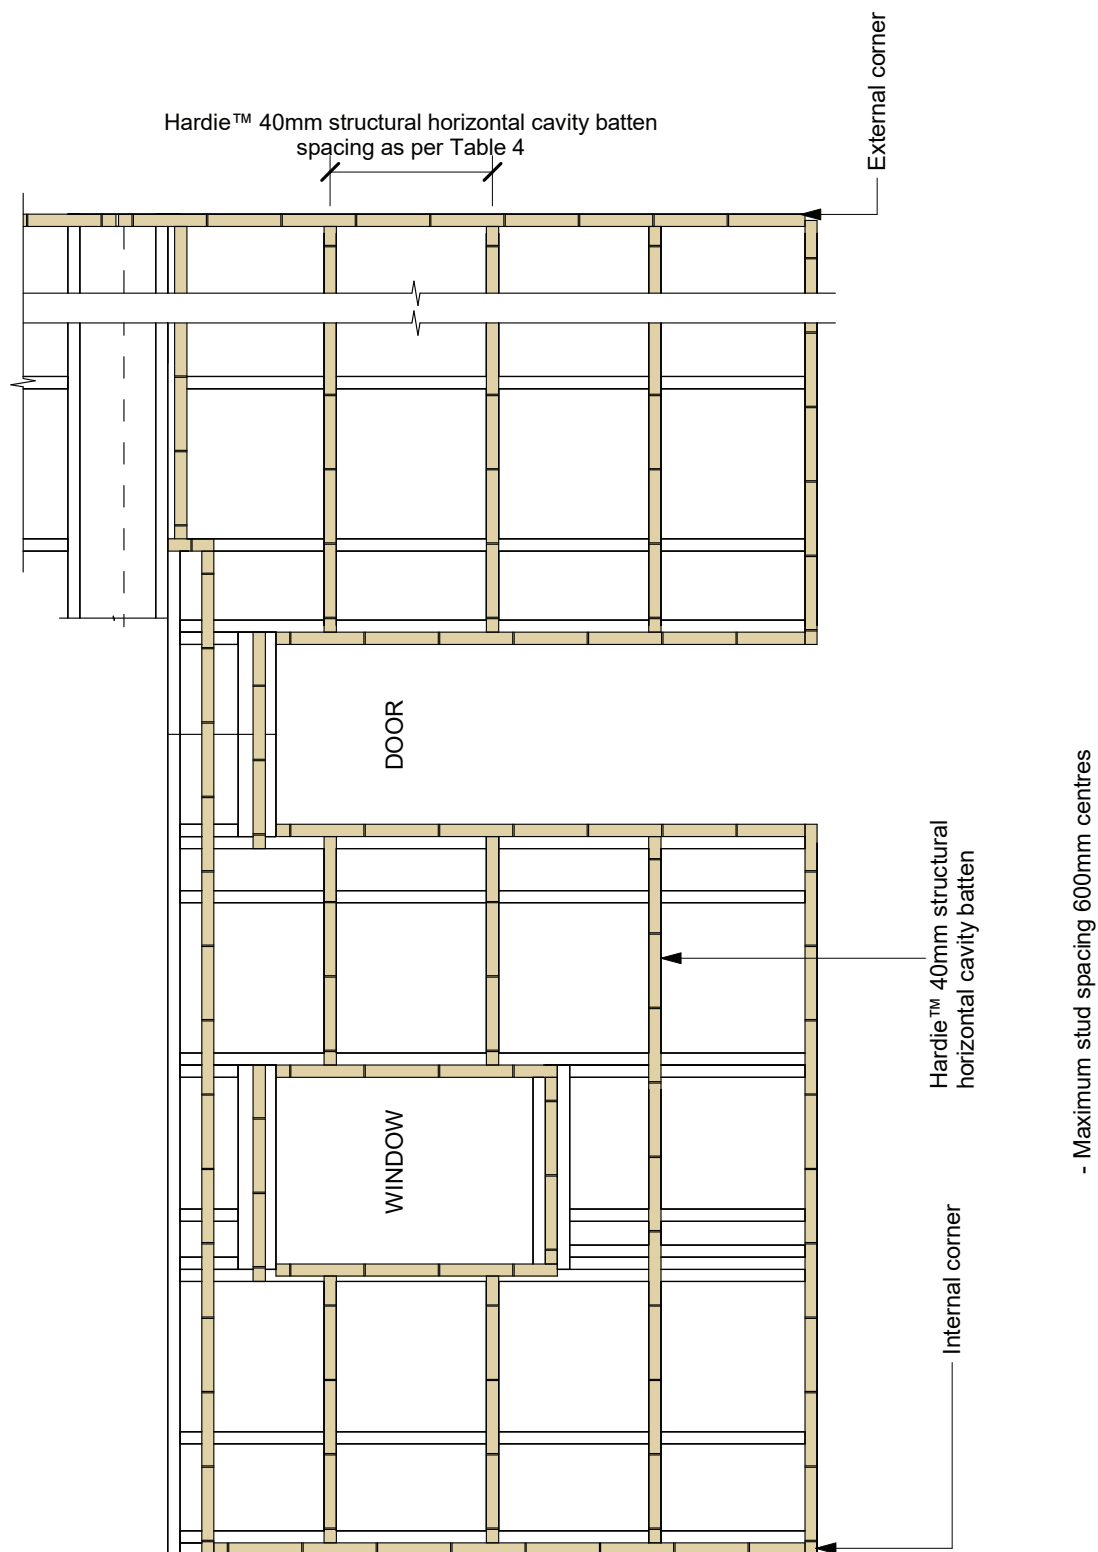 Hardie™ 40mm structural horizontal cavity batten
spacing as per Table 4
External corner
DOOR
WINDOW
Hardie™ 40mm structural
horizontal cavity batten
Internal corner
- Maximum stud spacing 600mm centres